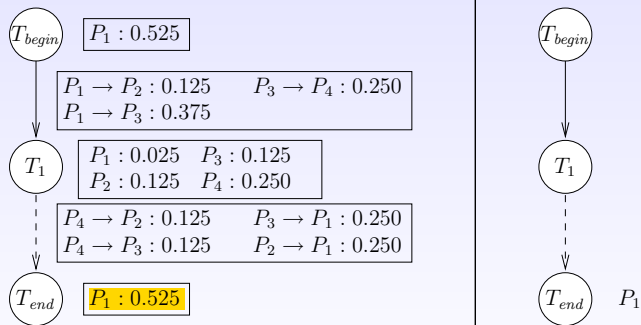 T_begin P_1 : 0.525 T_begin
P_1 → P_2 : 0.125 P_3 → P_4 : 0.250
P_1 → P_3 : 0.375
T_1 P_1 : 0.025 P_3 : 0.125 T_1
P_2 : 0.125 P_4 : 0.250
P_4 → P_2 : 0.125 P_3 → P_1 : 0.250
P_4 → P_3 : 0.125 P_2 → P_1 : 0.250
T_end P_1 : 0.525 T_end P_1